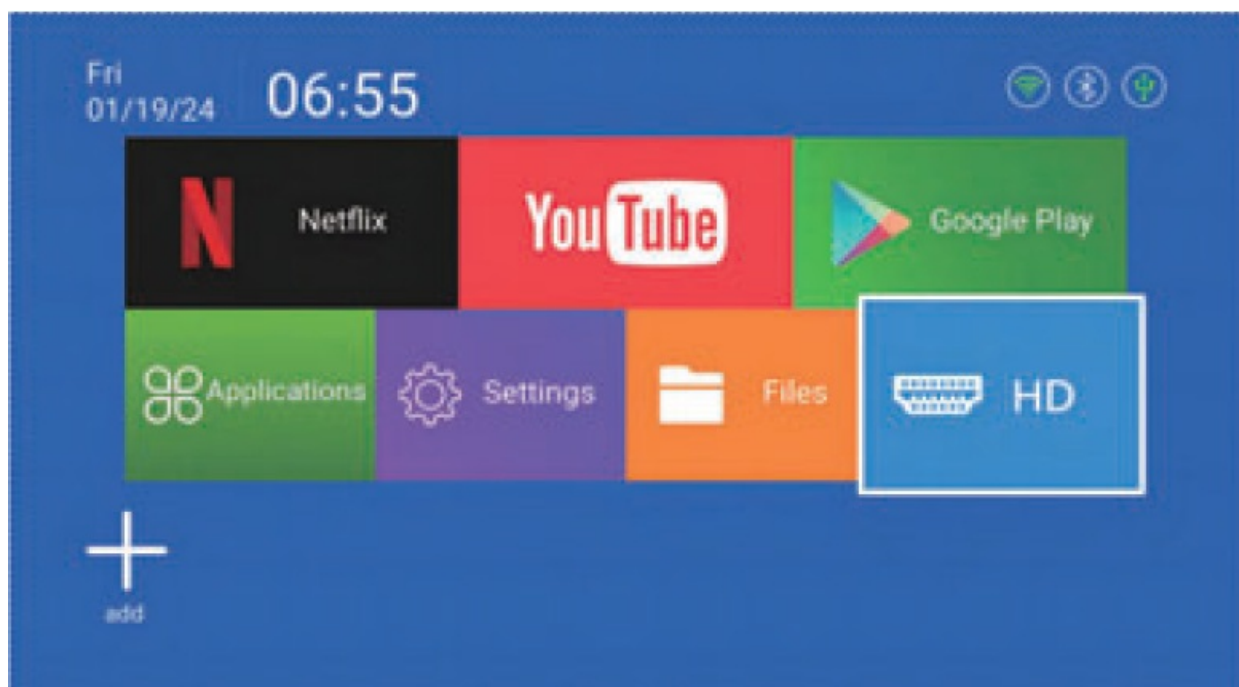 Fri
01/19/24
06:55
N
Netflix
YouTube
Google Play
Applications
Settings
Files
HD
add